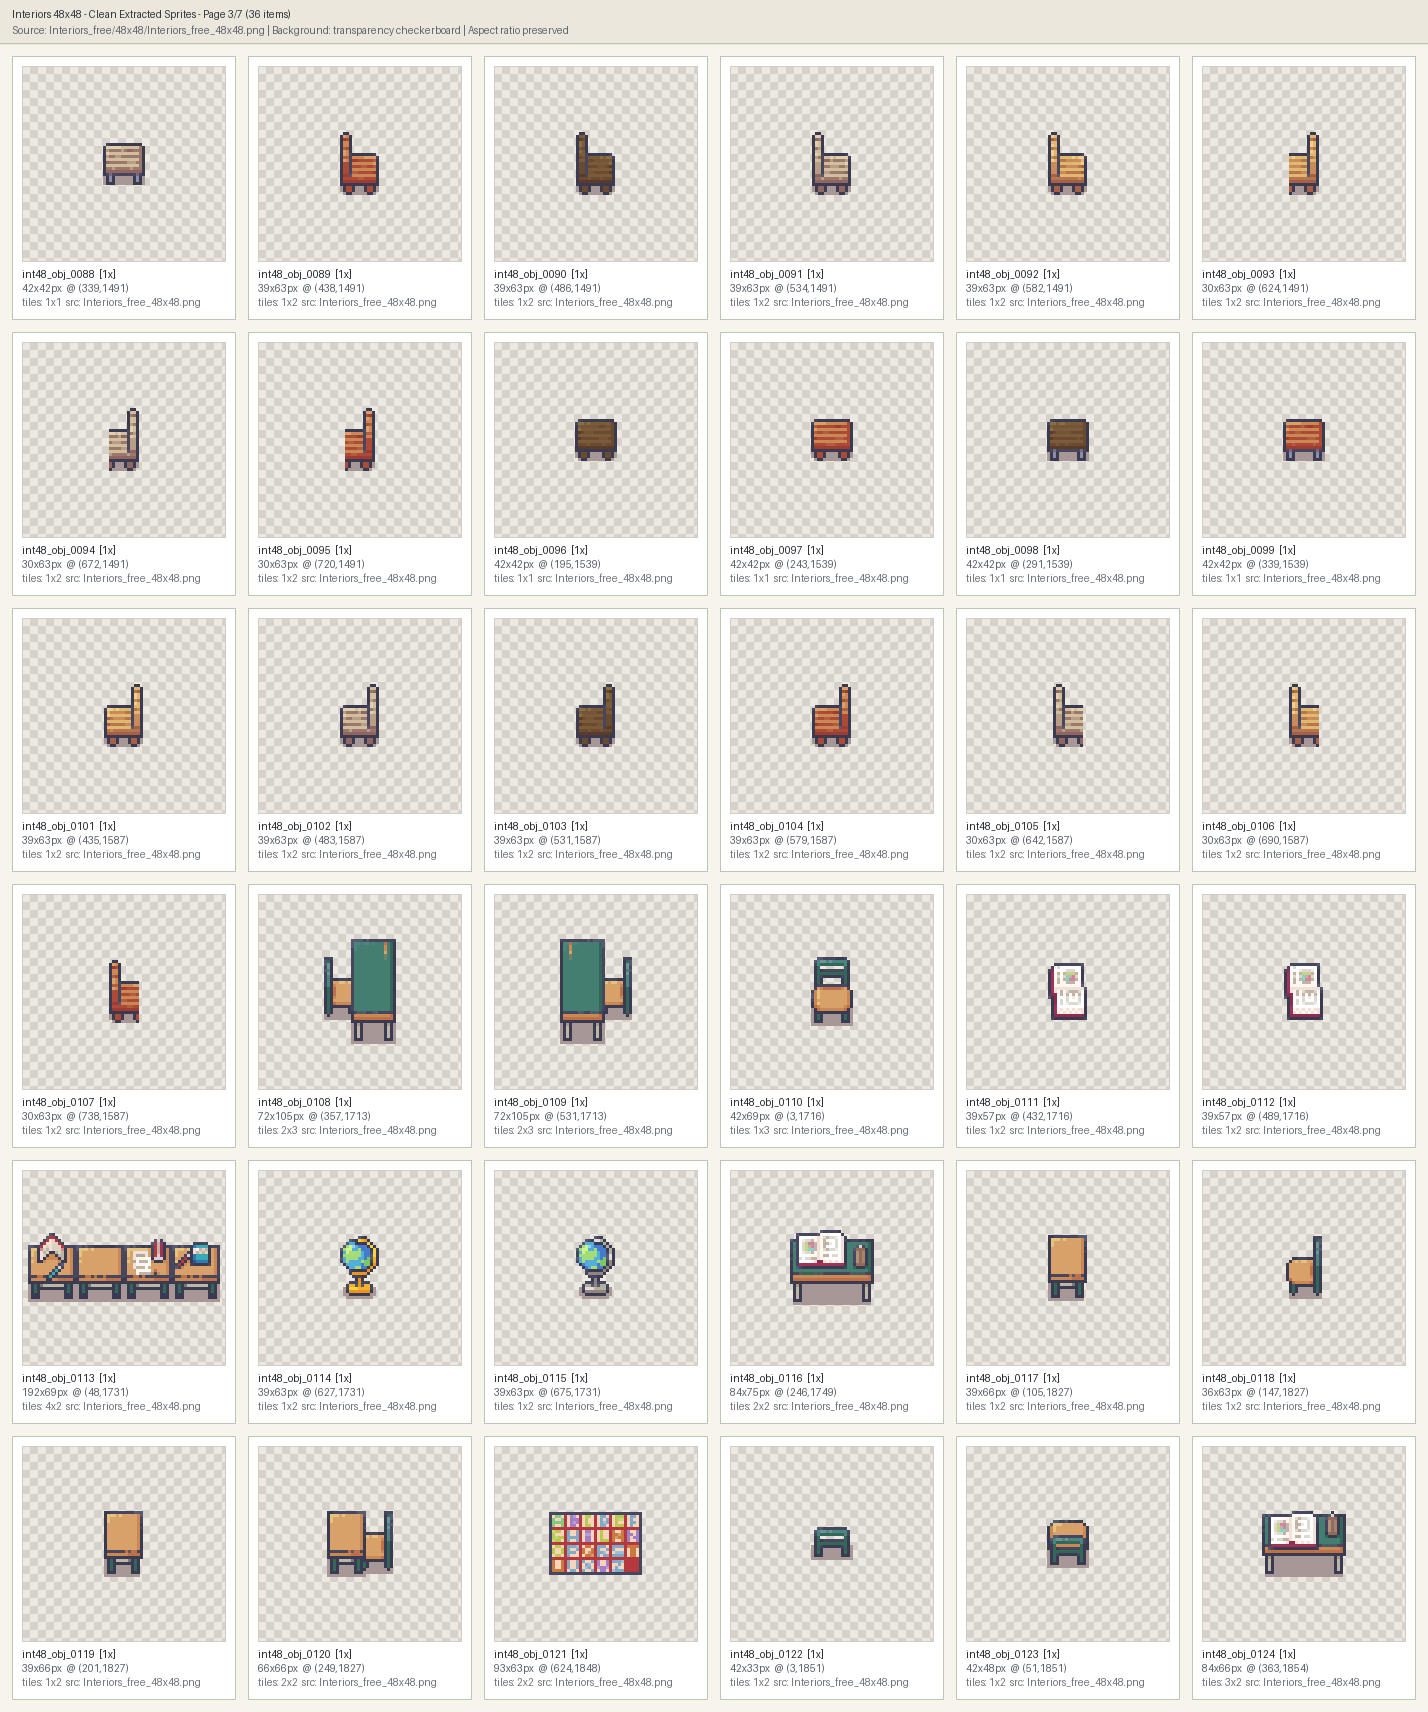 Interiors 48x48 - Clean Extracted Sprites - Page 3/7 (36 items)
Source: Interiors_free/48x48/Interiors_free_48x48.png | Background: transparency checkerboard | Aspect ratio preserved
int48_obj_0088 [1x]
42x42px @ (339,1491)
tiles: 1x1 src: Interiors_free_48x48.png
int48_obj_0089 [1x]
39x63px @ (438,1491)
tiles: 1x2 src: Interiors_free_48x48.png
int48_obj_0090 [1x]
39x63px @ (486,1491)
tiles: 1x2 src: Interiors_free_48x48.png
int48_obj_0091 [1x]
39x63px @ (534,1491)
tiles: 1x2 src: Interiors_free_48x48.png
int48_obj_0092 [1x]
39x63px @ (582,1491)
tiles: 1x2 src: Interiors_free_48x48.png
int48_obj_0093 [1x]
30x63px @ (624,1491)
tiles: 1x2 src: Interiors_free_48x48.png
int48_obj_0094 [1x]
30x63px @ (672,1491)
tiles: 1x2 src: Interiors_free_48x48.png
int48_obj_0095 [1x]
30x63px @ (720,1491)
tiles: 1x2 src: Interiors_free_48x48.png
int48_obj_0096 [1x]
42x42px @ (195,1539)
tiles: 1x1 src: Interiors_free_48x48.png
int48_obj_0097 [1x]
42x42px @ (243,1539)
tiles: 1x1 src: Interiors_free_48x48.png
int48_obj_0098 [1x]
42x42px @ (291,1539)
tiles: 1x1 src: Interiors_free_48x48.png
int48_obj_0099 [1x]
42x42px @ (339,1539)
tiles: 1x1 src: Interiors_free_48x48.png
int48_obj_0101 [1x]
39x63px @ (435,1587)
tiles: 1x2 src: Interiors_free_48x48.png
int48_obj_0102 [1x]
39x63px @ (483,1587)
tiles: 1x2 src: Interiors_free_48x48.png
int48_obj_0103 [1x]
39x63px @ (531,1587)
tiles: 1x2 src: Interiors_free_48x48.png
int48_obj_0104 [1x]
39x63px @ (579,1587)
tiles: 1x2 src: Interiors_free_48x48.png
int48_obj_0105 [1x]
30x63px @ (642,1587)
tiles: 1x2 src: Interiors_free_48x48.png
int48_obj_0106 [1x]
30x63px @ (690,1587)
tiles: 1x2 src: Interiors_free_48x48.png
int48_obj_0107 [1x]
30x63px @ (738,1587)
tiles: 1x2 src: Interiors_free_48x48.png
int48_obj_0108 [1x]
72x105px @ (357,1713)
tiles: 2x3 src: Interiors_free_48x48.png
int48_obj_0109 [1x]
72x105px @ (531,1713)
tiles: 2x3 src: Interiors_free_48x48.png
int48_obj_0110 [1x]
42x69px @ (3,1716)
tiles: 1x3 src: Interiors_free_48x48.png
int48_obj_0111 [1x]
39x57px @ (432,1716)
tiles: 1x2 src: Interiors_free_48x48.png
int48_obj_0112 [1x]
39x57px @ (489,1716)
tiles: 1x2 src: Interiors_free_48x48.png
int48_obj_0113 [1x]
192x69px @ (48,1731)
tiles: 4x2 src: Interiors_free_48x48.png
int48_obj_0114 [1x]
39x63px @ (627,1731)
tiles: 1x2 src: Interiors_free_48x48.png
int48_obj_0115 [1x]
39x63px @ (675,1731)
tiles: 1x2 src: Interiors_free_48x48.png
int48_obj_0116 [1x]
84x75px @ (246,1749)
tiles: 2x2 src: Interiors_free_48x48.png
int48_obj_0117 [1x]
39x66px @ (105,1827)
tiles: 1x2 src: Interiors_free_48x48.png
int48_obj_0118 [1x]
36x63px @ (147,1827)
tiles: 1x2 src: Interiors_free_48x48.png
int48_obj_0119 [1x]
39x66px @ (201,1827)
tiles: 1x2 src: Interiors_free_48x48.png
int48_obj_0120 [1x]
66x66px @ (249,1827)
tiles: 2x2 src: Interiors_free_48x48.png
int48_obj_0121 [1x]
93x63px @ (624,1848)
tiles: 2x2 src: Interiors_free_48x48.png
int48_obj_0122 [1x]
42x33px @ (3,1851)
tiles: 1x2 src: Interiors_free_48x48.png
int48_obj_0123 [1x]
42x48px @ (51,1851)
tiles: 1x2 src: Interiors_free_48x48.png
int48_obj_0124 [1x]
84x66px @ (363,1854)
tiles: 3x2 src: Interiors_free_48x48.png